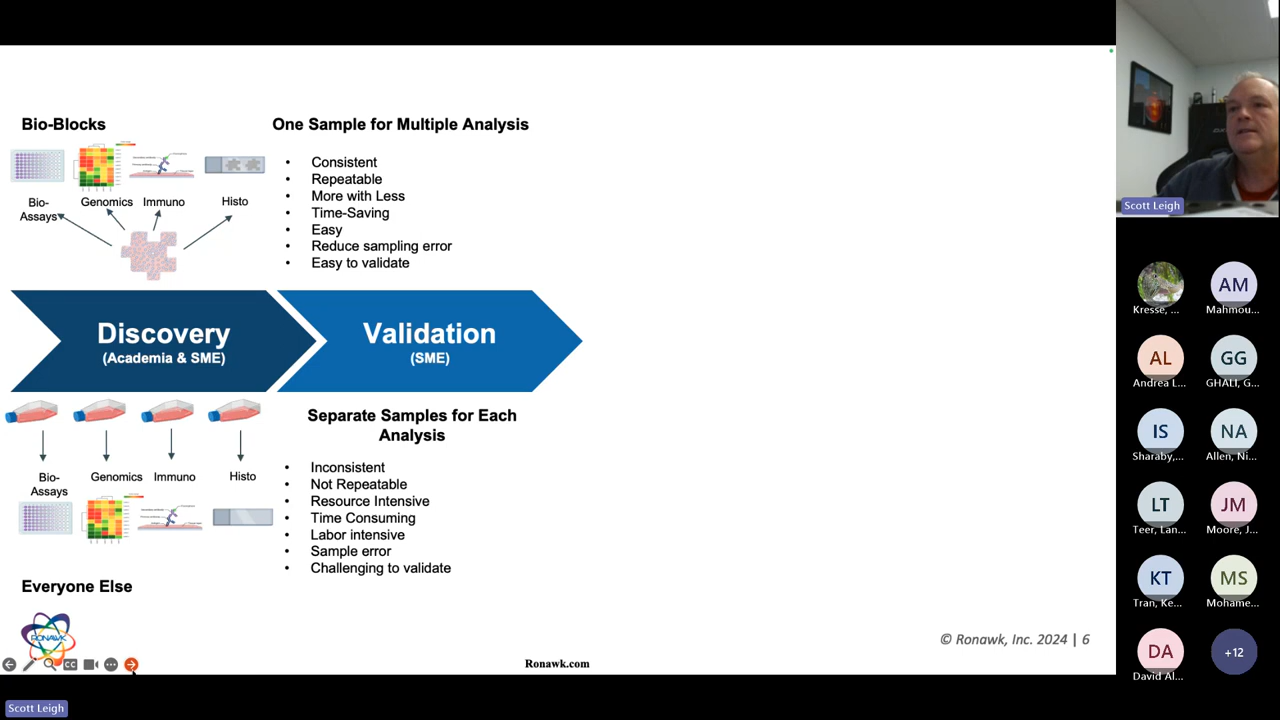 Bio-Blocks
One Sample for Multiple Analysis
Bio-
Assays
Genomics
Immuno
Histo
• Consistent
• Repeatable
• More with Less
• Time-Saving
• Easy
• Reduce sampling error
• Easy to validate
Discovery
(Academia & SME)
Validation
(SME)
Separate Samples for Each
Analysis
Bio-
Assays
Genomics
Immuno
Histo
• Inconsistent
• Not Repeatable
• Resource Intensive
• Time Consuming
• Labor intensive
• Sample error
• Challenging to validate
Everyone Else
RONAWK
CC
Ronawk.com
© Ronawk, Inc. 2024 | 6
Scott Leigh
Scott Leigh
Kresse, ...
AM
Mahmou...
AL
Andrea L...
GG
GHALI, G...
IS
Sharaby,...
NA
Allen, Ni...
LT
Teer, Lan...
JM
Moore, J...
KT
Tran, Ke...
MS
Mohame...
DA
David Al...
+12